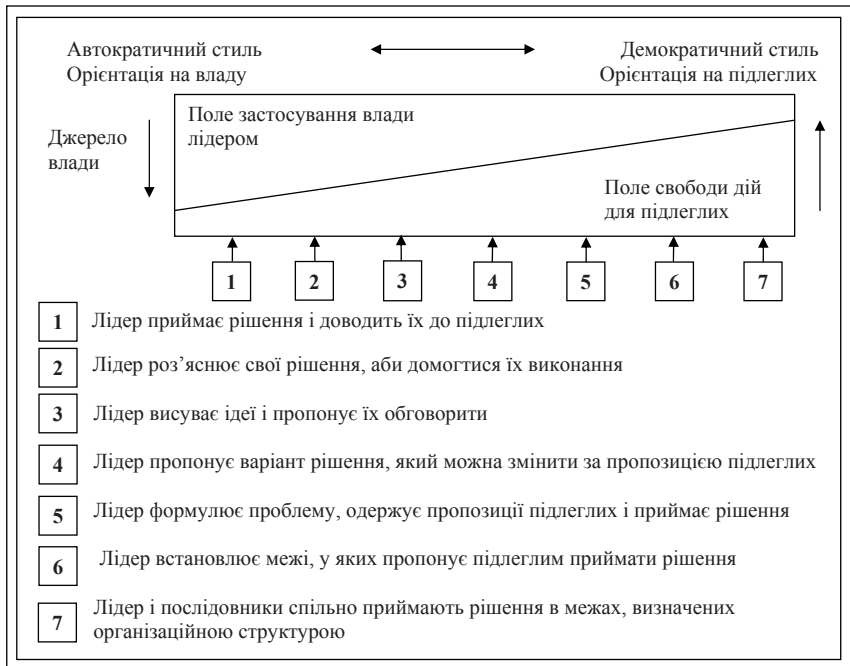 Автократичний стиль
Орієнтація на владу
Демократичний стиль
Орієнтація на підлеглих
Джерело
влади
Поле застосування влади
лідером
Поле свободи дій
для підлеглих
1 2 3 4 5 6 7
1 Лідер приймає рішення і доводить їх до підлеглих
2 Лідер роз’яснює свої рішення, аби домогтися їх виконання
3 Лідер висуває ідеї і пропонує їх обговорити
4 Лідер пропонує варіант рішення, який можна змінити за пропозицією підлеглих
5 Лідер формулює проблему, одержує пропозиції підлеглих і приймає рішення
6 Лідер встановлює межі, у яких пропонує підлеглим приймати рішення
7 Лідер і послідовники спільно приймають рішення в межах, визначених
організаційною структурою